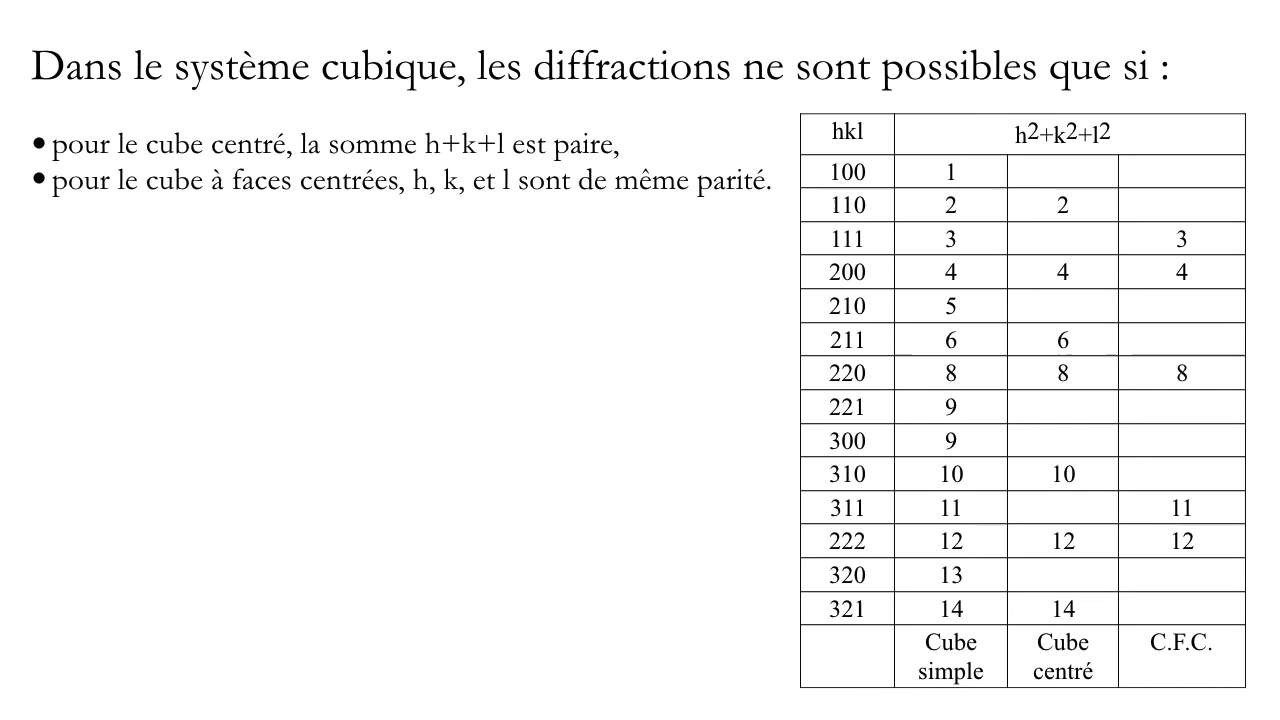 Dans le système cubique, les diffractions ne sont possibles que si :
• pour le cube centré, la somme h+k+l est paire,
• pour le cube à faces centrées, h, k, et l sont de même parité.
hkl h2+k2+l2
100 1
110 2 2
111 3 3
200 4 4 4
210 5
211 6 6
220 8 8 8
221 9
300 9
310 10 10
311 11 11
222 12 12 12
320 13
321 14 14
Cube simple Cube centré C.F.C.